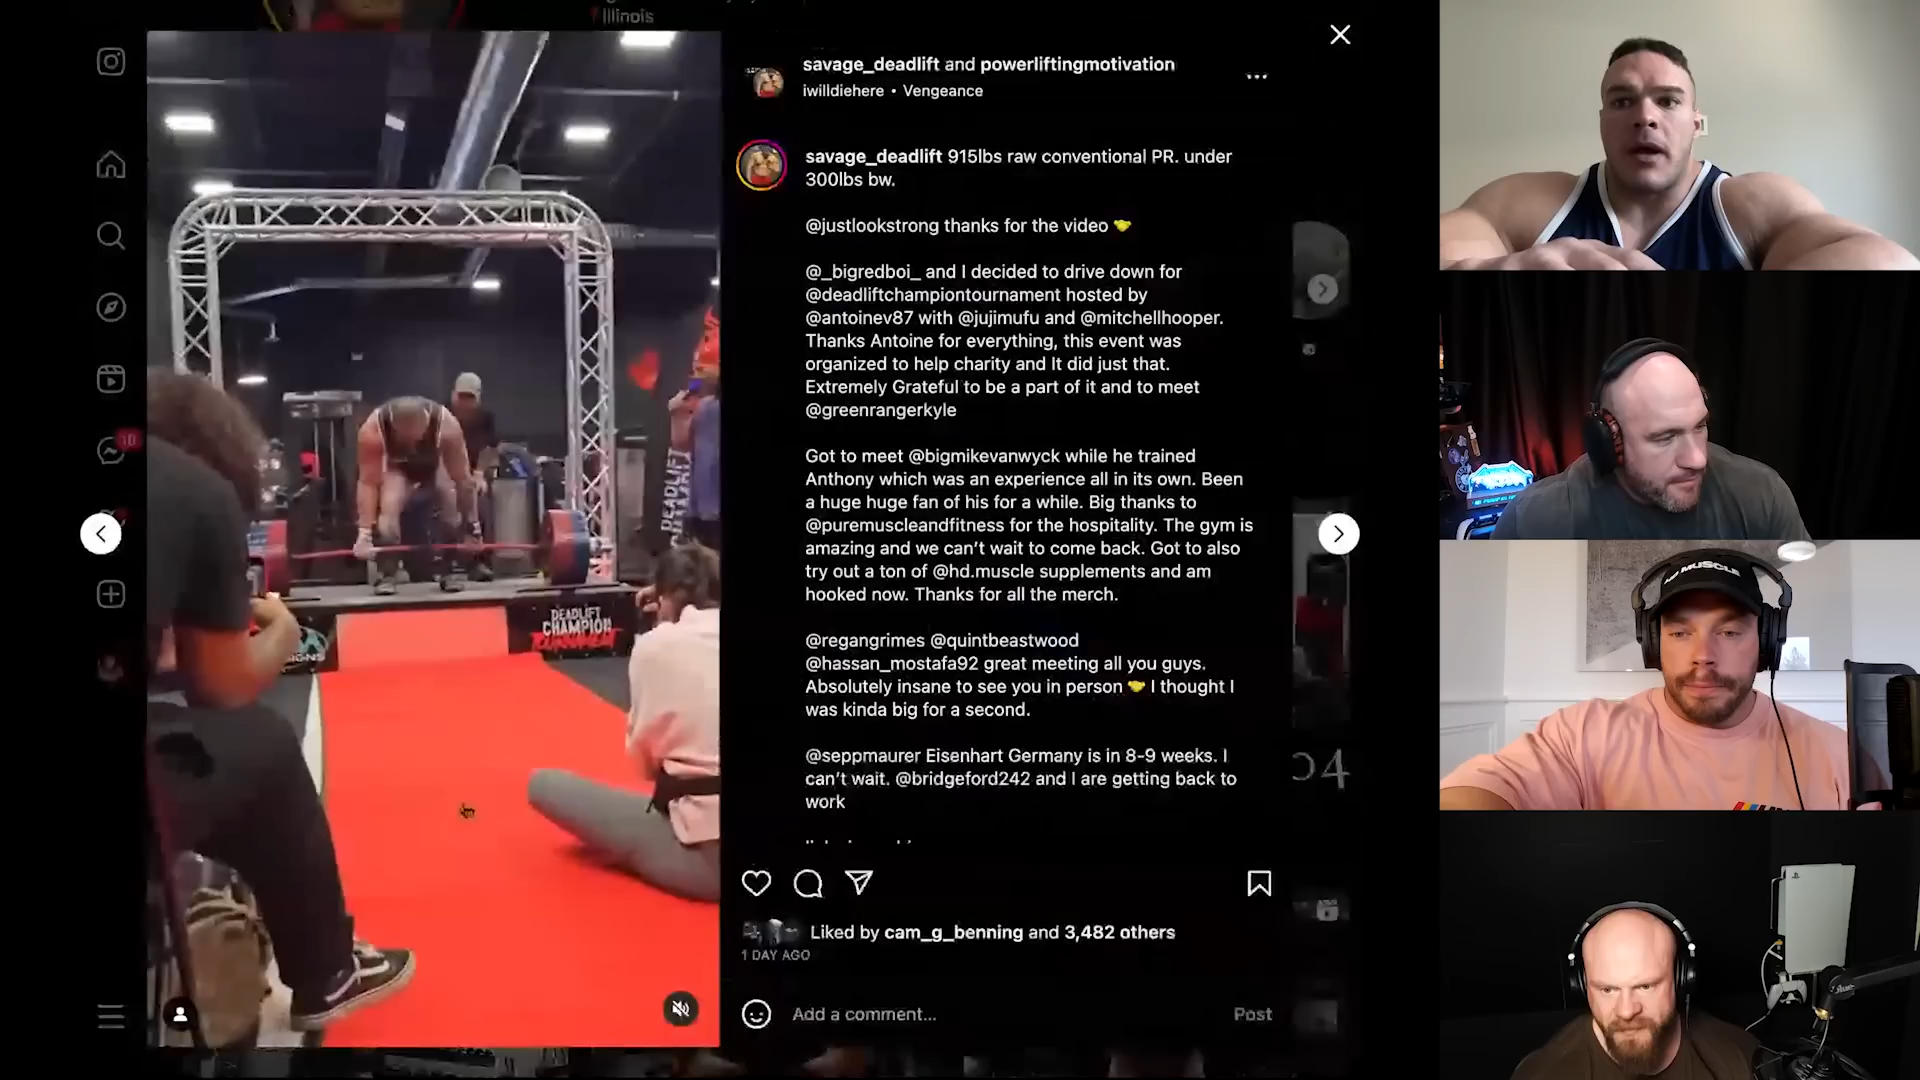 Illinois
savage_deadlift and powerliftingmotivation
iwilldiehere • Vengeance
savage_deadlift 915lbs raw conventional PR. under
300lbs bw.
@justlookstrong thanks for the video 🤝
@_bigredboi_ and I decided to drive down for
@deadliftchampiontournament hosted by
@antoinev87 with @jujimufu and @mitchellhooper.
Thanks Antoine for everything, this event was
organized to help charity and It did just that.
Extremely Grateful to be a part of it and to meet
@greenrangerkyle
Got to meet @bigmikevanwyck while he trained
Anthony which was an experience all in its own. Been
a huge huge fan of his for a while. Big thanks to
@puremuscleandfitness for the hospitality. The gym is
amazing and we can't wait to come back. Got to also
try out a ton of @hd.muscle supplements and am
hooked now. Thanks for all the merch.
@regangrimes @quintbeastwood
@hassan_mostafa92 great meeting all you guys.
Absolutely insane to see you in person 🤝 I thought I
was kinda big for a second.
@seppmaurer Eisenhart Germany is in 8-9 weeks. I
can't wait. @bridgeford242 and I are getting back to
work
Liked by cam_g_benning and 3,482 others
1 DAY AGO
Add a comment...
Post
10
DEADLIFT
CHAMPION
TOURNAMENT
DEADLIFT
IGNS
04
MUSCLE